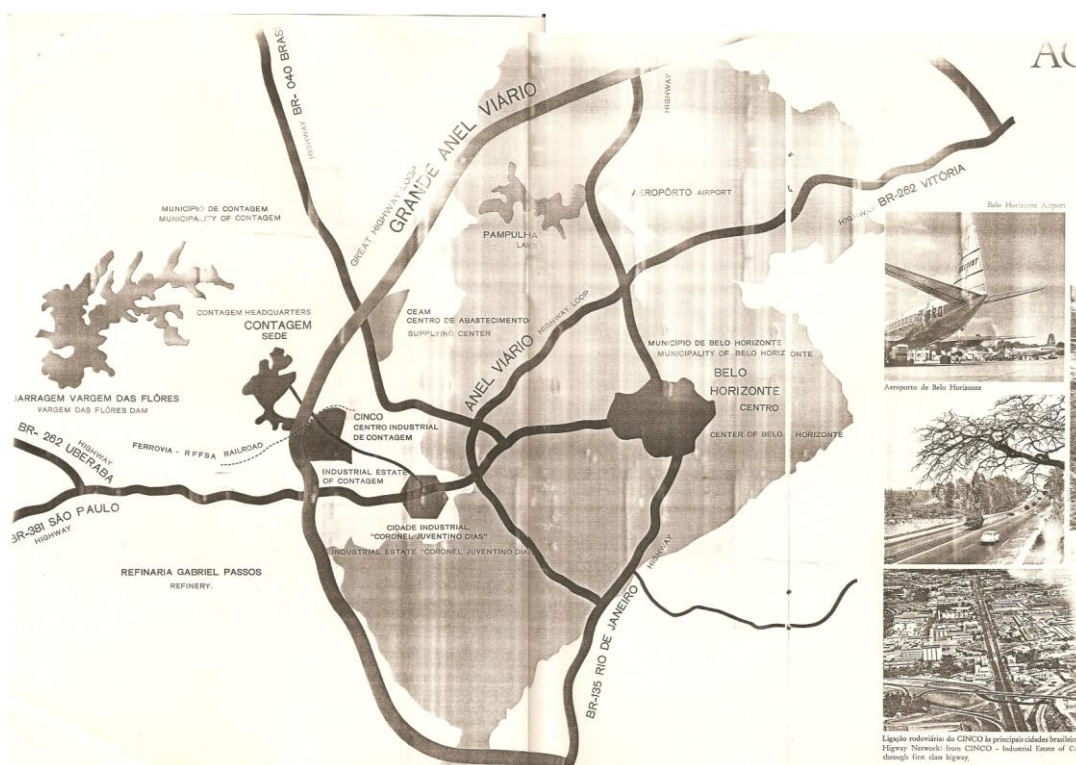 AC
HIGHWAY BR-040 BRAS
GREAT HIGHWAY LOOP
GRANDE ANEL VIÁRIO
HIGHWAY
MUNICÍPIO DE CONTAGEM
MUNICIPALITY OF CONTAGEM
PAMPULHA
LAKE
AEROPÔRTO AIRPORT
HIGHWAY BR-262 VITÓRIA
Belo Horizonte Airport
CONTAGEM HEADQUARTERS
CONTAGEM
SEDE
CEAM
CENTRO DE ABASTECIMENTO
SUPPLYING CENTER
ANEL VIÁRIO HIGHWAY LOOP
MUNICÍPIO DE BELO HORIZONTE
MUNICIPALITY OF BELO HORIZONTE
BELO
HORIZONTE
CENTRO
CENTER OF BELO HORIZONTE
Aeroporto de Belo Horizonte
BARRAGEM VARGEM DAS FLÔRES
VARGEM DAS FLÔRES DAM
CINCO
CENTRO INDUSTRIAL
DE CONTAGEM
FERROVIA - RFFSA RAILROAD
INDUSTRIAL ESTATE
OF CONTAGEM
BR- 262 UBERABA
HIGHWAY
BR-381 SÃO PAULO
HIGHWAY
CIDADE INDUSTRIAL
"CORONEL JUVENTINO DIAS"
INDUSTRIAL ESTATE "CORONEL JUVENTINO DIA
REFINARIA GABRIEL PASSOS
REFINERY.
BR-135 RIO DE JANEIRO
HIGHWAY
Ligação rodoviária: do CINCO às principais cidades brasilein
Higway Network: from CINCO - Industrial Estate of Co
through first class higway,